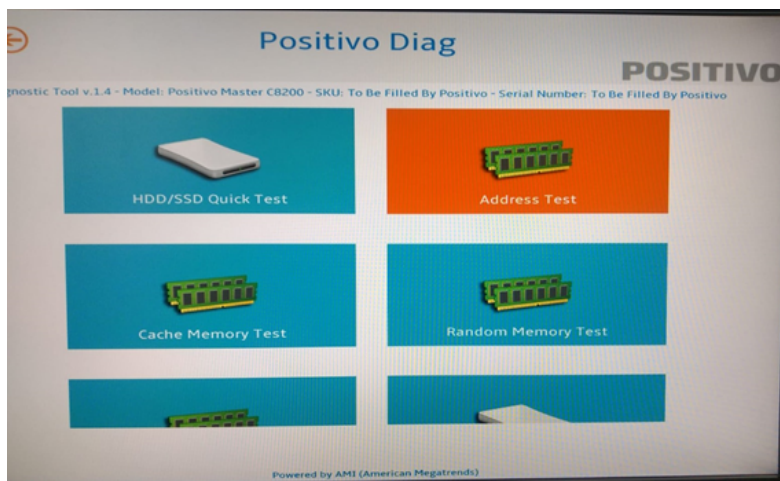 Positivo Diag
POSITIVO
gnostic Tool v.1.4 - Model: Positivo Master C8200 - SKU: To Be Filled By Positivo - Serial Number: To Be Filled By Positivo
HDD/SSD Quick Test
Address Test
Cache Memory Test
Random Memory Test
Powered by AMI (American Megatrends)